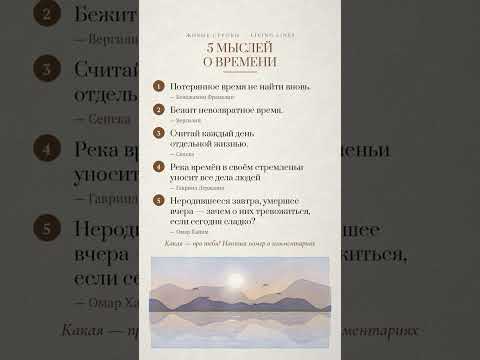 ЖИВЫЕ СТРОКИ · LIVING LINES
5 МЫСЛЕЙ
О ВРЕМЕНИ
1 Потерянное время не найти вновь.
— Бенджамин Франклин
2 Бежит невозвратное время.
— Вергилий
3 Считай каждый день
отдельной жизнью.
— Сенека
4 Река времён в своём стремленьи
уносит все дела людей
— Гавриил Державин
5 Неродившееся завтра, умершее
вчера — зачем о них тревожиться,
если сегодня сладко?
— Омар Хайям
Какая — про тебя? Напиши номер в комментариях